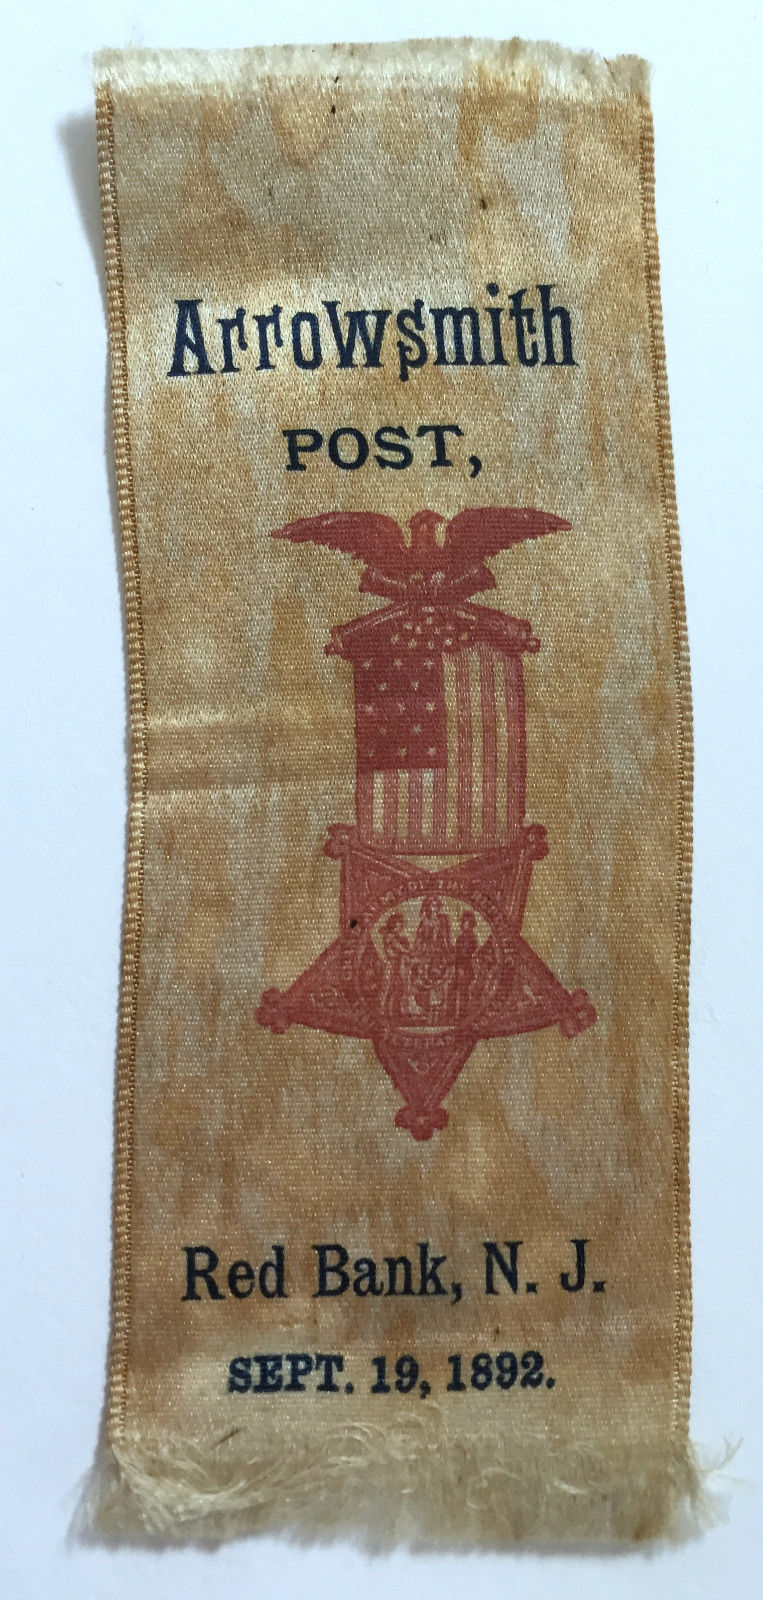 Arrowsmith
POST,
Red Bank, N. J.
SEPT. 19, 1892.